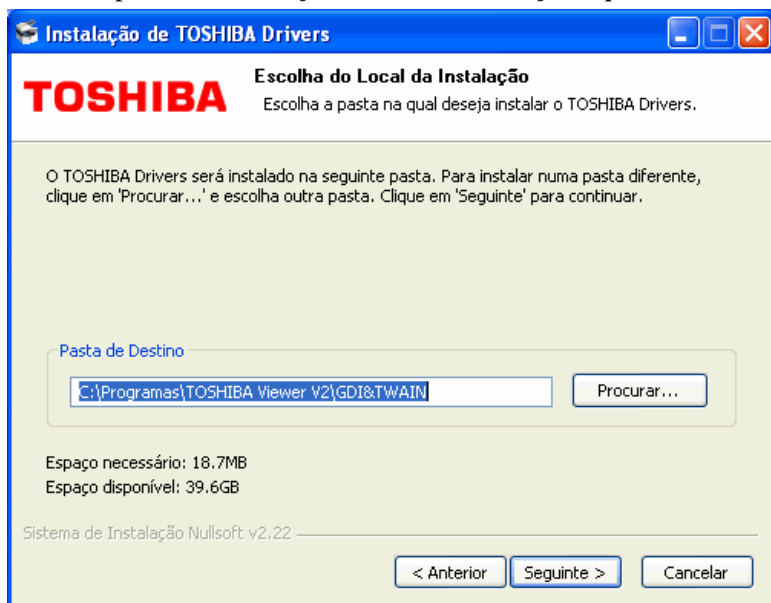 Instalação de TOSHIBA Drivers
TOSHIBA
Escolha do Local da Instalação
Escolha a pasta na qual deseja instalar o TOSHIBA Drivers.
O TOSHIBA Drivers será instalado na seguinte pasta. Para instalar numa pasta diferente,
clique em 'Procurar...' e escolha outra pasta. Clique em 'Seguinte' para continuar.
Pasta de Destino
C:\Programas\TOSHIBA Viewer V2\GDI&TWAIN
Procurar...
Espaço necessário: 18.7MB
Espaço disponível: 39.6GB
Sistema de Instalação Nullsoft v2.22
< Anterior
Seguinte >
Cancelar